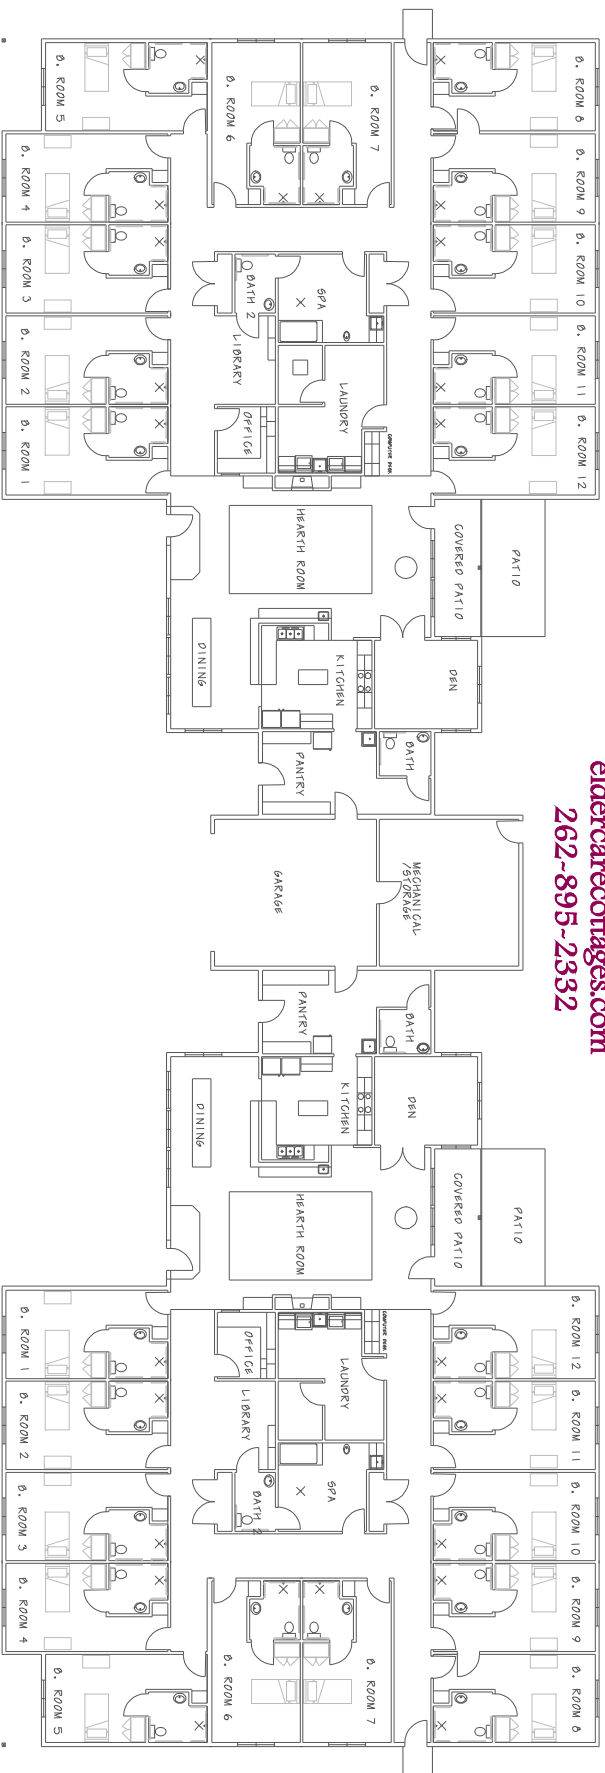 B. ROOM 5
B. ROOM 6
B. ROOM 7
B. ROOM 8
B. ROOM 4
B. ROOM 9
B. ROOM 3
BATH 2
SPA
B. ROOM 10
B. ROOM 2
LIBRARY
LAUNDRY
B. ROOM 11
B. ROOM 1
OFFICE
COMPUTER DESK
B. ROOM 12
HEARTH ROOM
COVERED PATIO
PATIO
DINING
KITCHEN
DEN
PANTRY
BATH
eldercarecottages.com
262-895-2332
GARAGE
MECHANICAL
/STORAGE
PANTRY
BATH
DINING
KITCHEN
DEN
HEARTH ROOM
COVERED PATIO
PATIO
B. ROOM 1
OFFICE
LAUNDRY
COMPUTER DESK
B. ROOM 12
B. ROOM 2
LIBRARY
B. ROOM 11
B. ROOM 3
BATH 2
SPA
B. ROOM 10
B. ROOM 4
B. ROOM 9
B. ROOM 5
B. ROOM 6
B. ROOM 7
B. ROOM 8